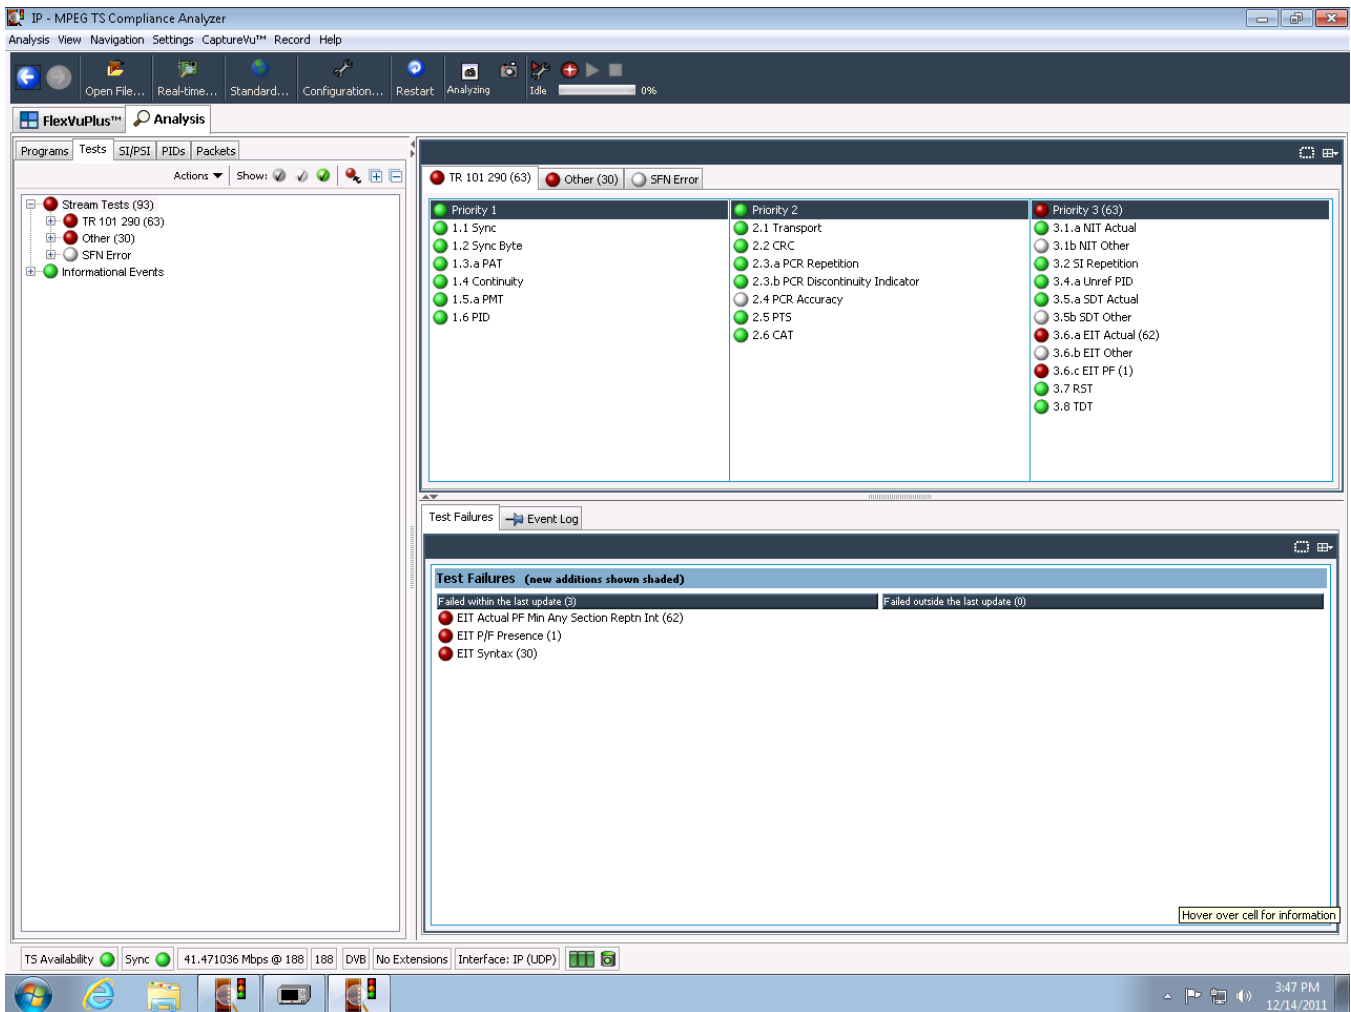 IP - MPEG TS Compliance Analyzer
Analysis View Navigation Settings CaptureVu™ Record Help
Open File... Real-time... Standard... Configuration... Restart Analyzing Idle 0%
FlexVuPlus™ Analysis
Programs Tests SI/PSI PIDs Packets
Actions Show:
Stream Tests (93)
TR 101 290 (63)
Other (30)
SFN Error
Informational Events
TR 101 290 (63) Other (30) SFN Error
Priority 1
1.1 Sync
1.2 Sync Byte
1.3.a PAT
1.4 Continuity
1.5.a PMT
1.6 PID
Priority 2
2.1 Transport
2.2 CRC
2.3.a PCR Repetition
2.3.b PCR Discontinuity Indicator
2.4 PCR Accuracy
2.5 PTS
2.6 CAT
Priority 3 (63)
3.1.a NIT Actual
3.1b NIT Other
3.2 SI Repetition
3.4.a Unref PID
3.5.a SDT Actual
3.5b SDT Other
3.6.a EIT Actual (62)
3.6.b EIT Other
3.6.c EIT PF (1)
3.7 RST
3.8 TDT
Test Failures Event Log
Test Failures (new additions shown shaded)
Failed within the last update (3)
EIT Actual PF Min Any Section Reptn Int (62)
EIT P/F Presence (1)
EIT Syntax (30)
Failed outside the last update (0)
Hover over cell for information
TS Availability Sync 41.471036 Mbps @ 188 188 DVB No Extensions Interface: IP (UDP)
3:47 PM
12/14/2011